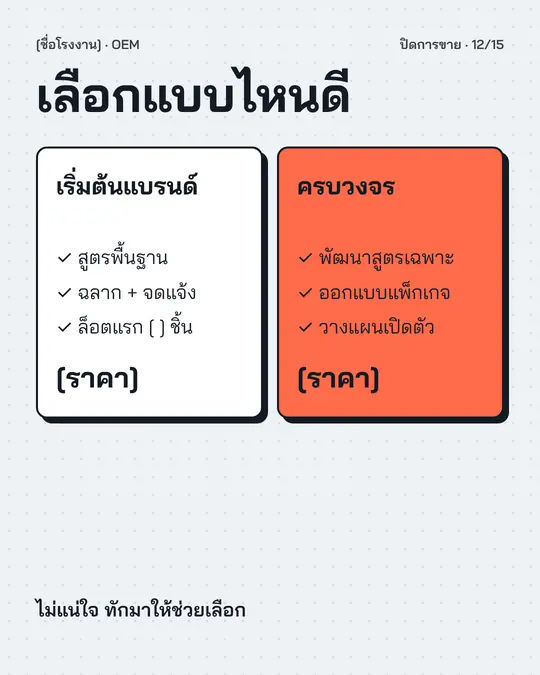 [ชื่อโรงงาน] · OEM
ปิดการขาย · 12/15
เลือกแบบไหนดี
เริ่มต้นแบรนด์
✓ สูตรพื้นฐาน
✓ ฉลาก + จดแจ้ง
✓ ล็อตแรก [ ] ชิ้น
[ราคา]
ครบวงจร
✓ พัฒนาสูตรเฉพาะ
✓ ออกแบบแพ็กเกจ
✓ วางแผนเปิดตัว
[ราคา]
ไม่แน่ใจ ทักมาให้ช่วยเลือก